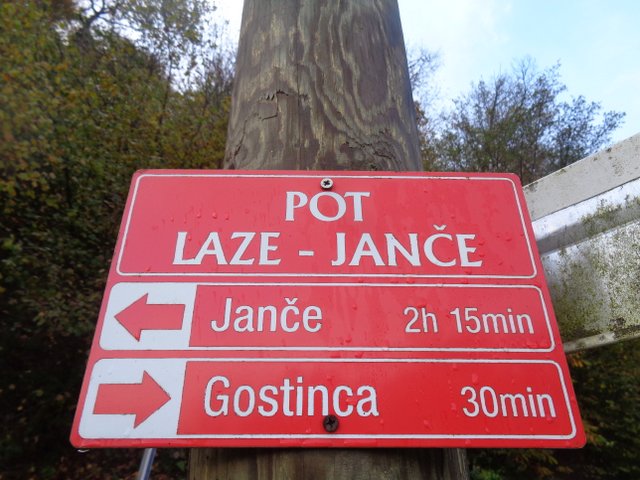 POT
LAZE - JANČE
Janče 2h 15min
Gostinca 30min